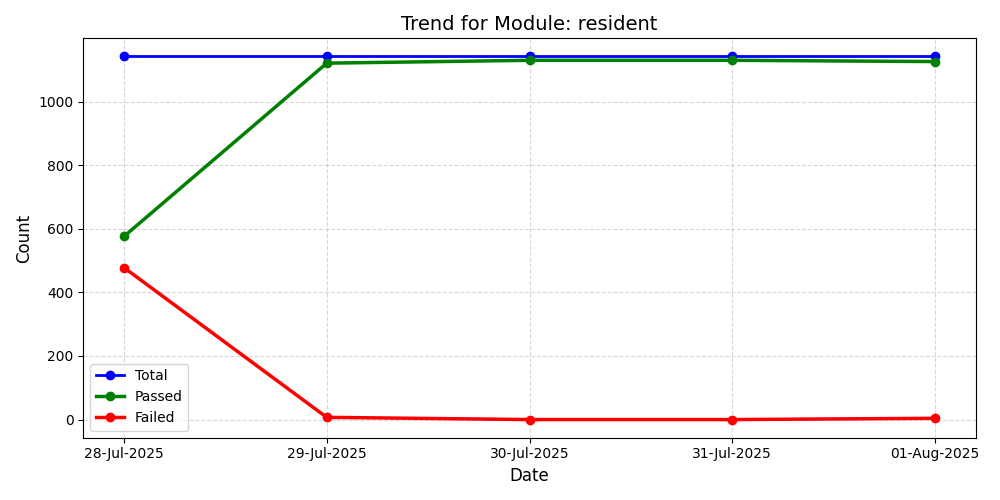 Trend for Module: resident
Count
1000
800
600
400
200
0
Total
Passed
Failed
28-Jul-2025
29-Jul-2025
30-Jul-2025
31-Jul-2025
01-Aug-2025
Date